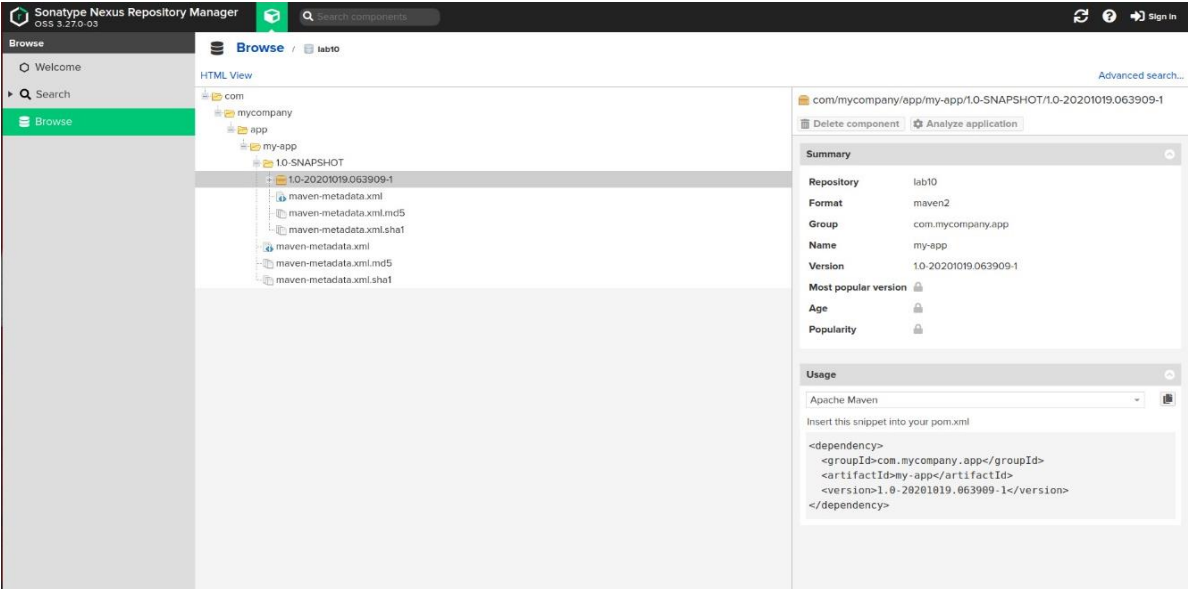 Sonatype Nexus Repository Manager
OSS 3.27.0-03
Search components
Sign in
Browse
Welcome
Search
Browse
Browse / lab10
HTML View
Advanced search...
com
mycompany
app
my-app
1.0-SNAPSHOT
1.0-20201019.063909-1
maven-metadata.xml
maven-metadata.xml.md5
maven-metadata.xml.sha1
maven-metadata.xml
maven-metadata.xml.md5
maven-metadata.xml.sha1
com/mycompany/app/my-app/1.0-SNAPSHOT/1.0-20201019.063909-1
Delete component Analyze application
Summary
Repository lab10
Format maven2
Group com.mycompany.app
Name my-app
Version 1.0-20201019.063909-1
Most popular version
Age
Popularity
Usage
Apache Maven
Insert this snippet into your pom.xml
<dependency>
<groupId>com.mycompany.app</groupId>
<artifactId>my-app</artifactId>
<version>1.0-20201019.063909-1</version>
</dependency>